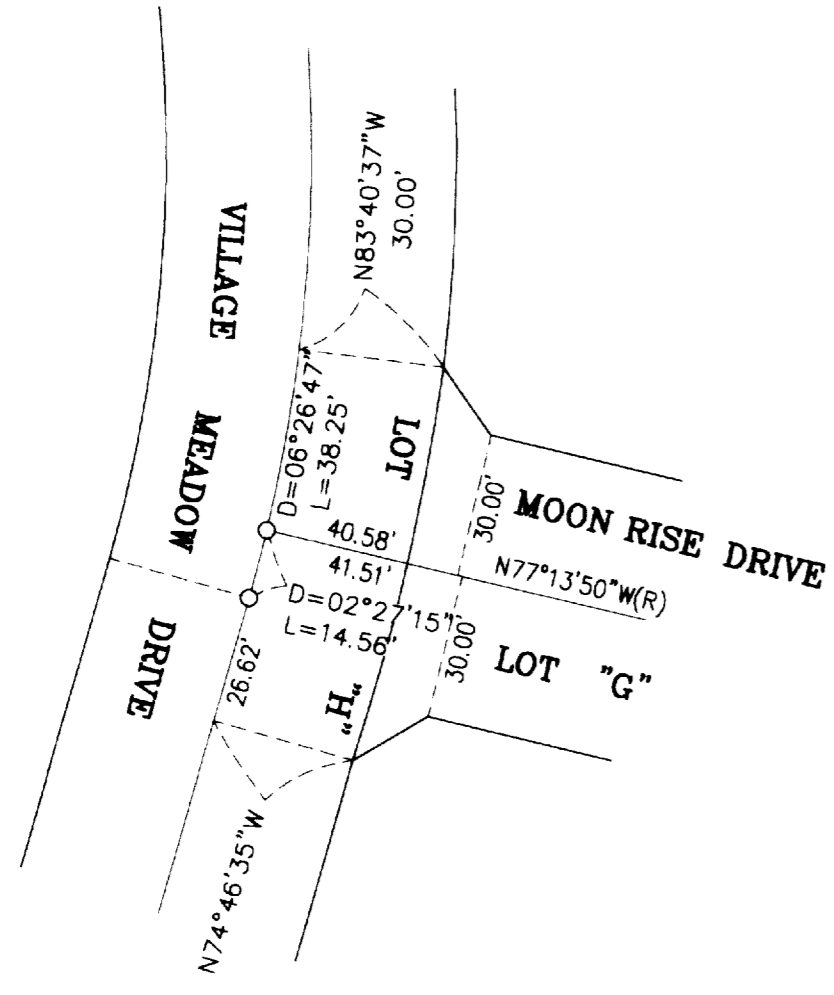 N83°40'37"W
30.00'
VILLAGE MEADOW DRIVE
D=06°26'47"
L=38.25'
LOT "H"
40.58'
41.51'
D=02°27'15"
L=14.56'
26.62'
30.00'
MOON RISE DRIVE
N77°13'50"W(R)
30.00'
LOT "G"
N74°46'35"W